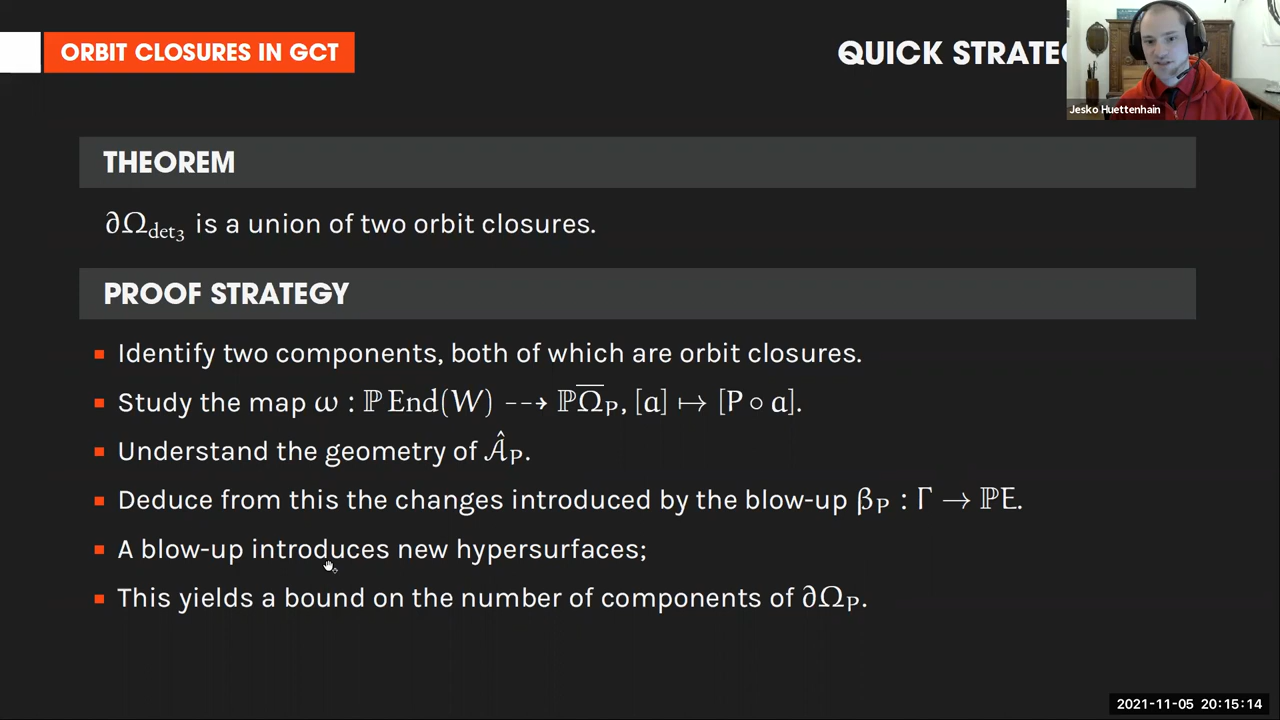 ORBIT CLOSURES IN GCT
QUICK STRATEG
Jesko Huettenhain
THEOREM
∂Ω_det₃ is a union of two orbit closures.
PROOF STRATEGY
Identify two components, both of which are orbit closures.
Study the map ω : ℙ End(W) ⇢ ℙΩ̅_P, [a] ↦ [P ∘ a].
Understand the geometry of 𝒜̂_P.
Deduce from this the changes introduced by the blow-up β_P : Γ → ℙE.
A blow-up introduces new hypersurfaces;
This yields a bound on the number of components of ∂Ω_P.
2021-11-05 20:15:14